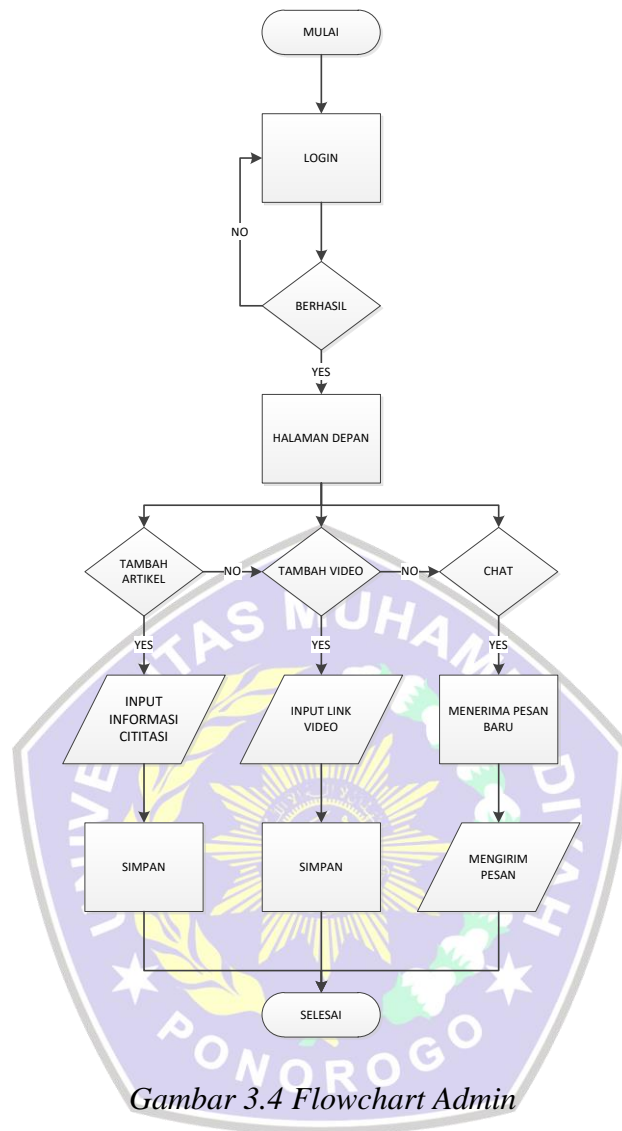 MULAI
LOGIN
NO
BERHASIL
YES
HALAMAN DEPAN
TAMBAH
ARTIKEL
NO
TAMBAH VIDEO
NO
CHAT
YES
YES
YES
INPUT
INFORMASI
CITITASI
INPUT LINK
VIDEO
MENERIMA PESAN
BARU
SIMPAN
SIMPAN
MENGIRIM
PESAN
SELESAI
PONOROGO
Gambar 3.4 Flowchart Admin